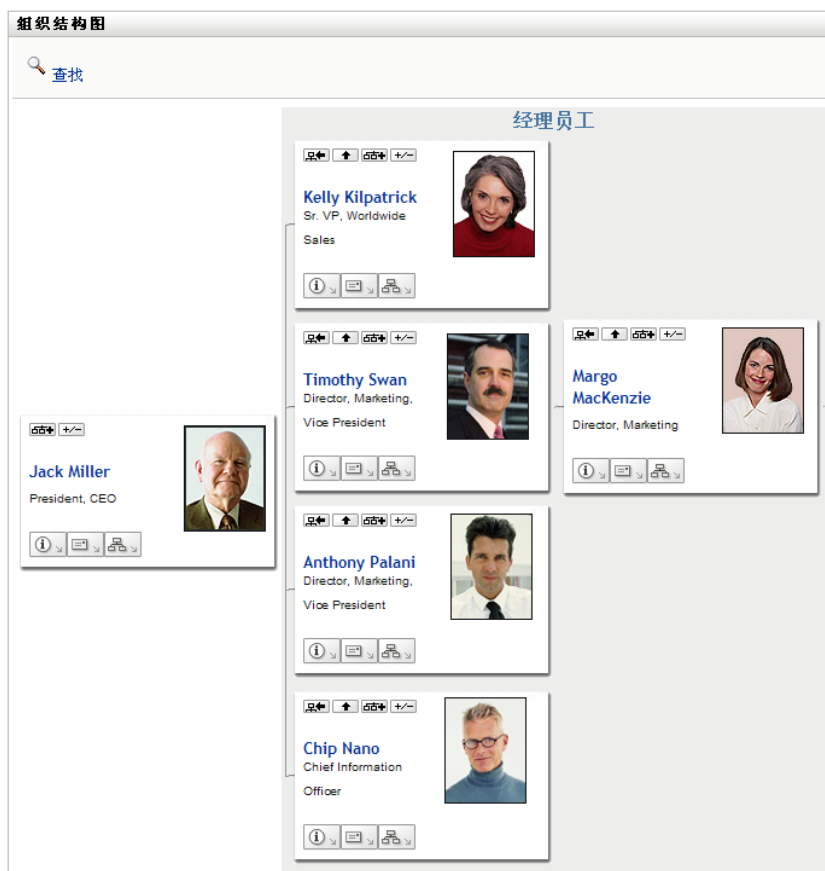 组织结构图
查找
经理员工
Kelly Kilpatrick
Sr. VP, Worldwide
Sales
Timothy Swan
Director, Marketing,
Vice President
Margo
MacKenzie
Director, Marketing
Jack Miller
President, CEO
Anthony Palani
Director, Marketing,
Vice President
Chip Nano
Chief Information
Officer